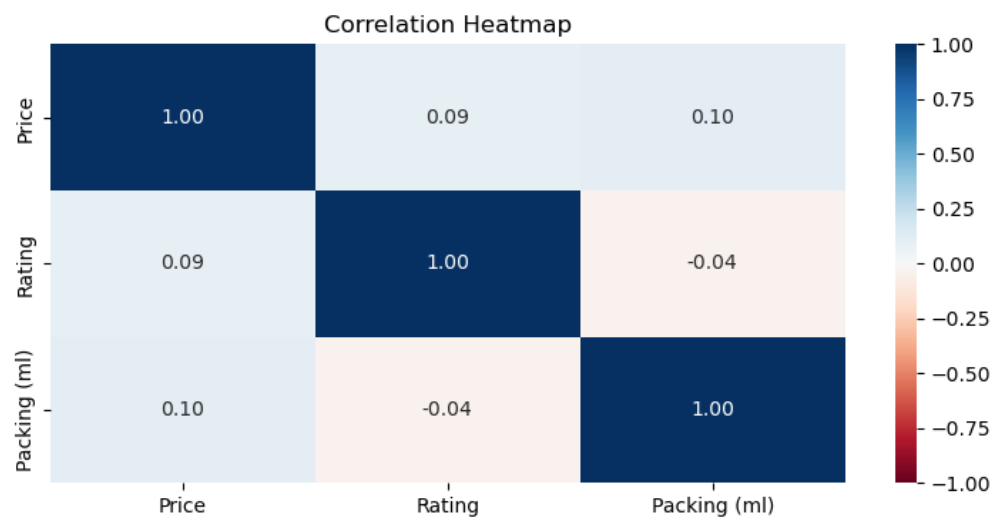 Correlation Heatmap
Price
1.00
0.09
0.10
Rating
0.09
1.00
-0.04
Packing (ml)
0.10
-0.04
1.00
Price
Rating
Packing (ml)
1.00
0.75
0.50
0.25
0.00
−0.25
−0.50
−0.75
−1.00